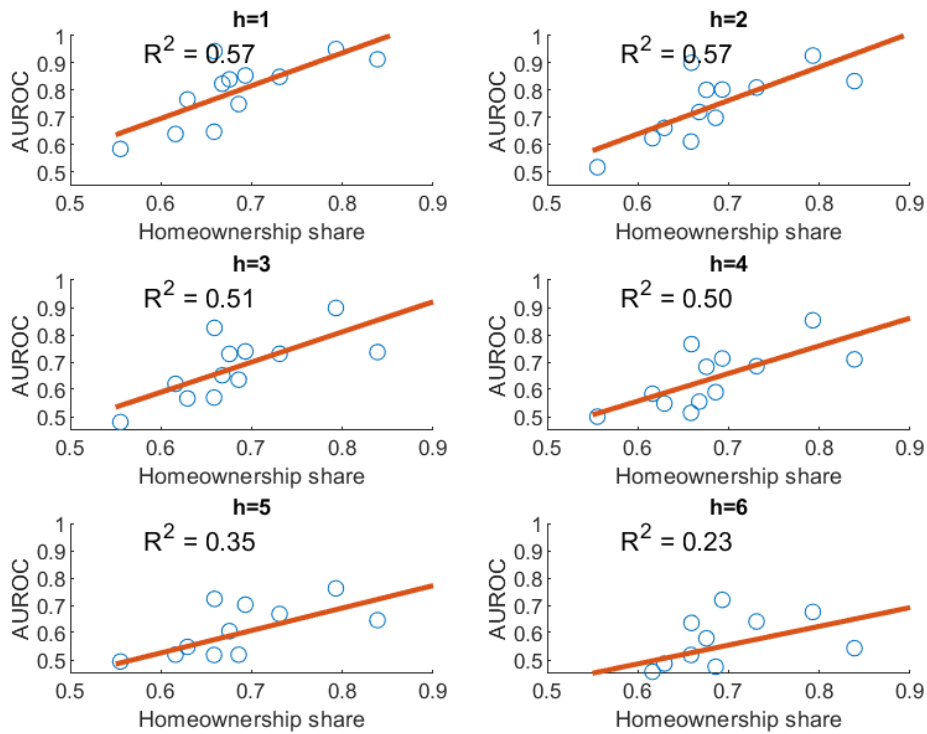 h=1
R² = 0.57
AUROC
1
0.9
0.8
0.7
0.6
0.5
0.5 0.6 0.7 0.8 0.9
Homeownership share
h=2
R² = 0.57
AUROC
1
0.9
0.8
0.7
0.6
0.5
0.5 0.6 0.7 0.8 0.9
Homeownership share
h=3
R² = 0.51
AUROC
1
0.9
0.8
0.7
0.6
0.5
0.5 0.6 0.7 0.8 0.9
Homeownership share
h=4
R² = 0.50
AUROC
1
0.9
0.8
0.7
0.6
0.5
0.5 0.6 0.7 0.8 0.9
Homeownership share
h=5
R² = 0.35
AUROC
1
0.9
0.8
0.7
0.6
0.5
0.5 0.6 0.7 0.8 0.9
Homeownership share
h=6
R² = 0.23
AUROC
1
0.9
0.8
0.7
0.6
0.5
0.5 0.6 0.7 0.8 0.9
Homeownership share